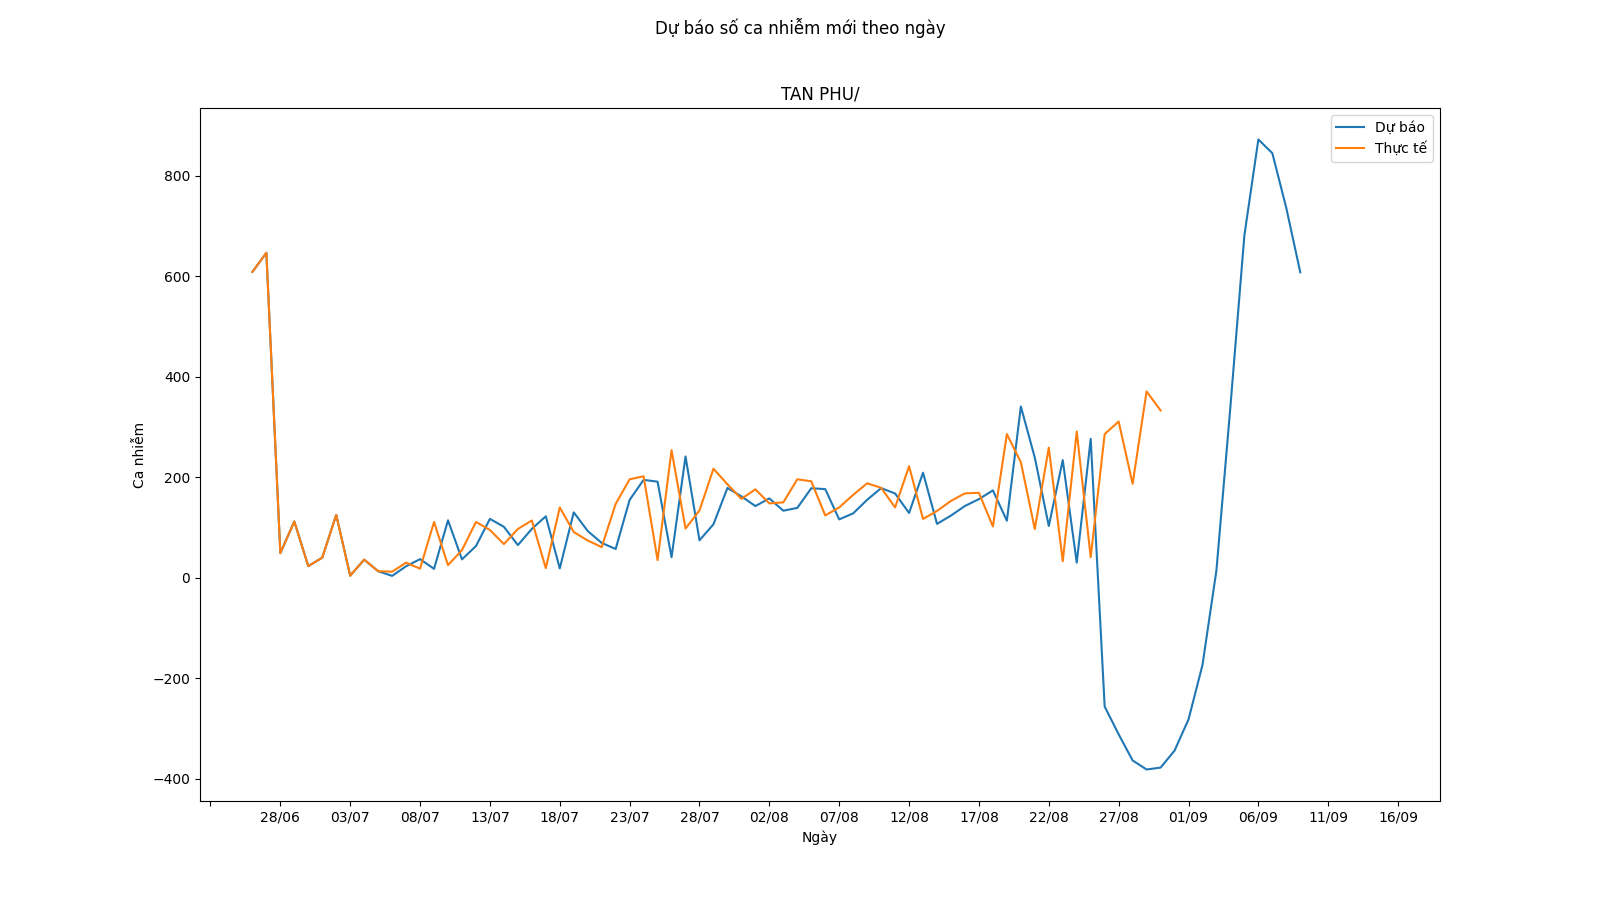 Dự báo số ca nhiễm mới theo ngày
TAN PHU/
Dự báo
Thực tế
800
600
400
200
0
−200
−400
Ca nhiễm
28/06 03/07 08/07 13/07 18/07 23/07 28/07 02/08 07/08 12/08 17/08 22/08 27/08 01/09 06/09 11/09 16/09
Ngày